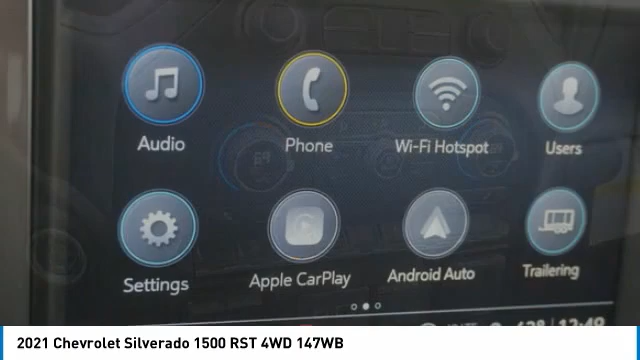 Audio Phone Wi-Fi Hotspot Users
Settings Apple CarPlay Android Auto Trailering
2021 Chevrolet Silverado 1500 RST 4WD 147WB